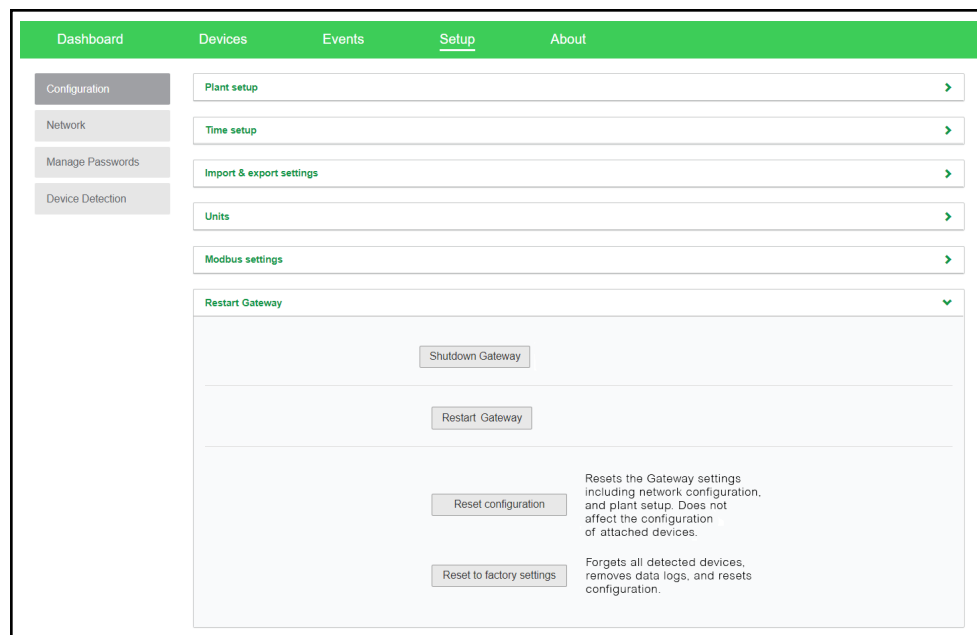 Dashboard Devices Events Setup About
Configuration
Network
Manage Passwords
Device Detection
Plant setup
Time setup
Import & export settings
Units
Modbus settings
Restart Gateway
Shutdown Gateway
Restart Gateway
Reset configuration
Resets the Gateway settings
including network configuration,
and plant setup. Does not
affect the configuration
of attached devices.
Reset to factory settings
Forgets all detected devices,
removes data logs, and resets
configuration.